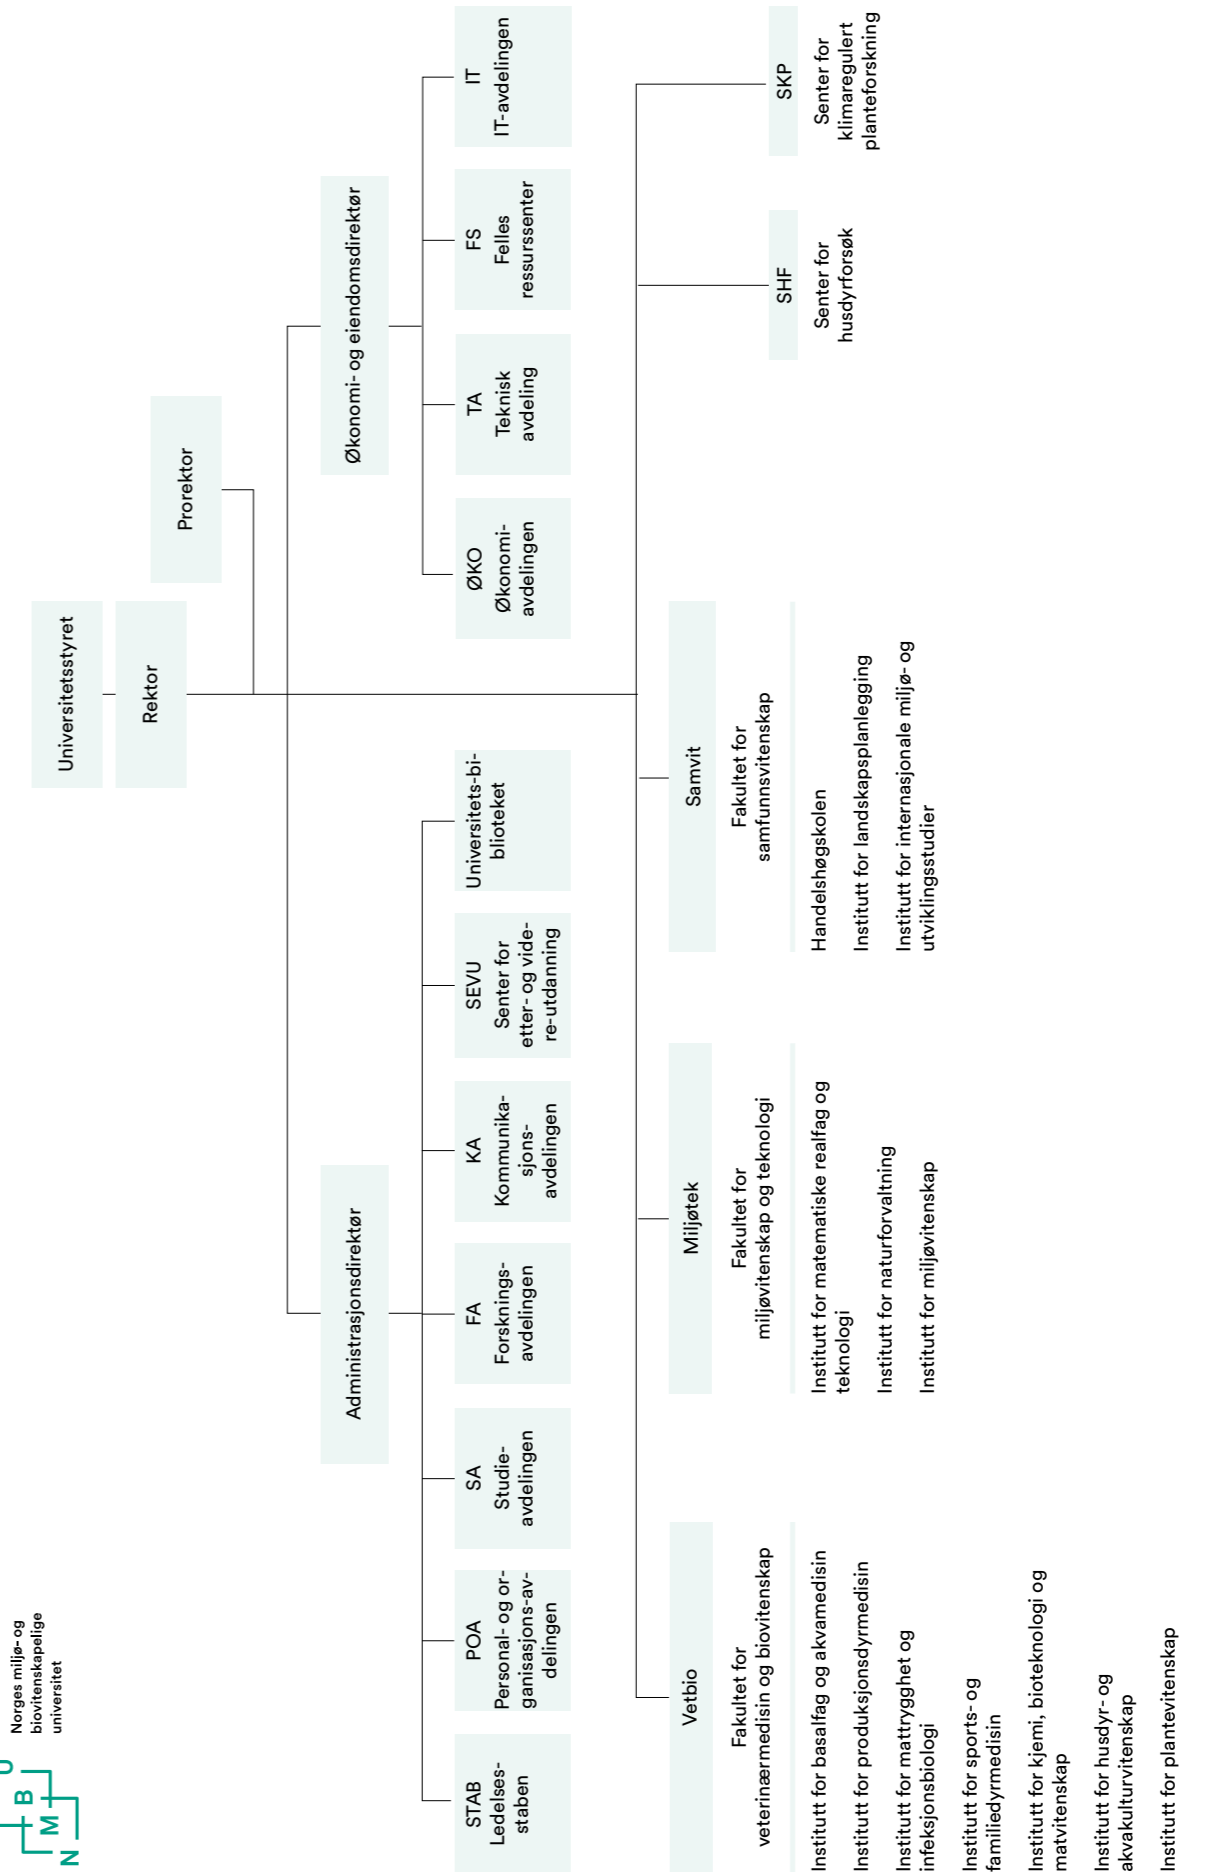 N
M
B
U
Norges miljø- og
biovitenskapelige
universitet
Universitetsstyret
Rektor
Prorektor
Administrasjonsdirektør
Økonomi- og eiendomsdirektør
STAB
Ledelses-
staben
POA
Personal- og or-
ganisasjons-av-
delingen
SA
Studie-
avdelingen
FA
Forsknings-
avdelingen
KA
Kommunika-
sjons-
avdelingen
SEVU
Senter for
etter- og vide-
re-utdanning
Universitets-bi-
blioteket
ØKO
Økonomi-
avdelingen
TA
Teknisk
avdeling
FS
Felles
ressurssenter
IT
IT-avdelingen
Vetbio
Fakultet for
veterinærmedisin og biovitenskap
Institutt for basalfag og akvamedisin
Institutt for produksjonsdyrmedisin
Institutt for mattrygghet og
infeksjonsbiologi
Institutt for sports- og
familiedyrmedisin
Institutt for kjemi, bioteknologi og
matvitenskap
Institutt for husdyr- og
akvakulturvitenskap
Institutt for plantevitenskap
Miljøtek
Fakultet for
miljøvitenskap og teknologi
Institutt for matematiske realfag og
teknologi
Institutt for naturforvaltning
Institutt for miljøvitenskap
Samvit
Fakultet for
samfunnsvitenskap
Handelshøgskolen
Institutt for landskapsplanlegging
Institutt for internasjonale miljø- og
utviklingsstudier
SHF
Senter for
husdyrforsøk
SKP
Senter for
klimaregulert
planteforskning